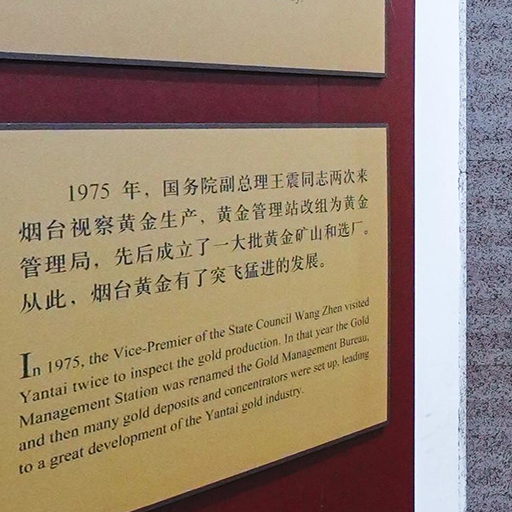 1975 年，国务院副总理王震同志两次来
烟台视察黄金生产，黄金管理站改组为黄金
管理局，先后成立了一大批黄金矿山和选厂。
从此，烟台黄金有了突飞猛进的发展。
In 1975, the Vice-Premier of the State Council Wang Zhen visited
Yantai twice to inspect the gold production. In that year the Gold
Management Station was renamed the Gold Management Bureau,
and then many gold deposits and concentrators were set up, leading
to a great development of the Yantai gold industry.